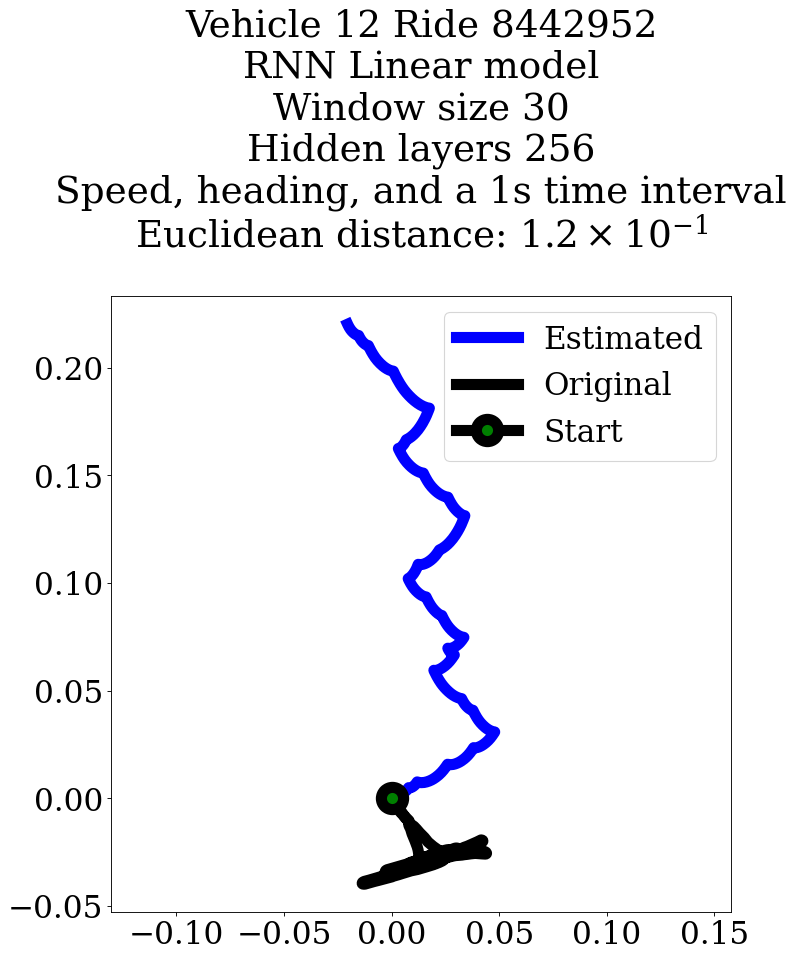 Vehicle 12 Ride 8442952
RNN Linear model
Window size 30
Hidden layers 256
Speed, heading, and a 1s time interval
Euclidean distance: 1.2 × 10⁻¹
Estimated
Original
Start
0.20
0.15
0.10
0.05
0.00
−0.05
−0.10 −0.05 0.00 0.05 0.10 0.15